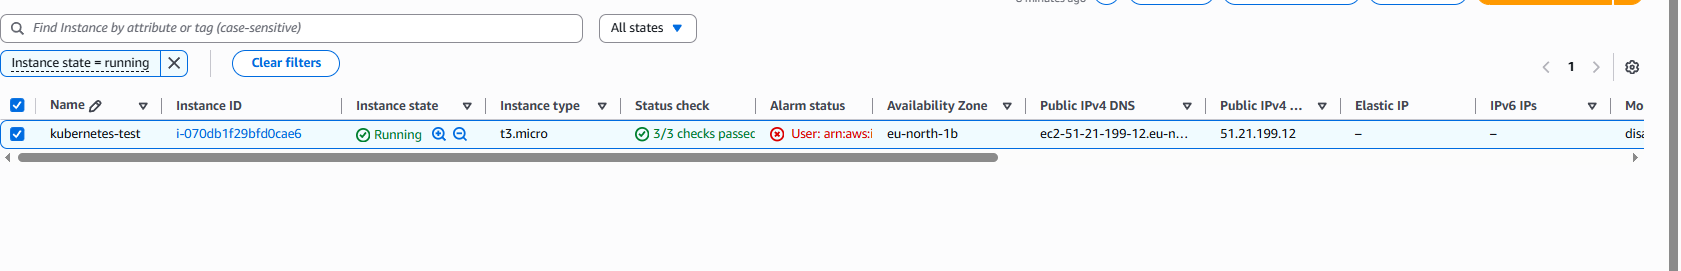 Find Instance by attribute or tag (case-sensitive)
All states
Instance state = running
Clear filters
1
Name Instance ID Instance state Instance type Status check Alarm status Availability Zone Public IPv4 DNS Public IPv4 ... Elastic IP IPv6 IPs Mo
kubernetes-test i-070db1f29bfd0cae6 Running t3.micro 3/3 checks passec User: arn:aws:i eu-north-1b ec2-51-21-199-12.eu-n... 51.21.199.12 – – disa